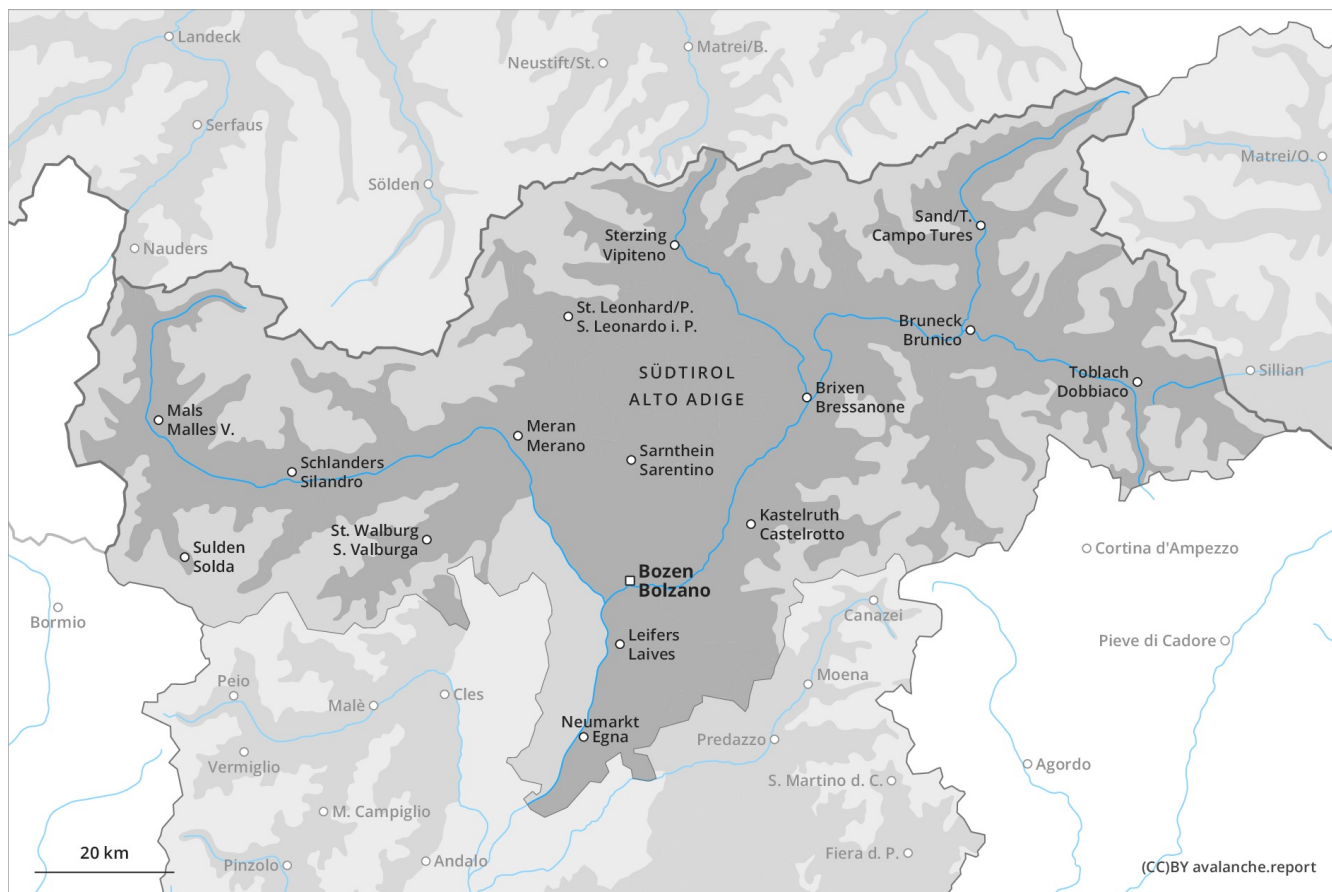 Landeck
Matrei/B.
Neustift/St.
Serfaus
Matrei/O.
Sölden
Nauders
Sand/T.
Campo Tures
Sterzing
Vipiteno
St. Leonhard/P.
S. Leonardo i. P.
Bruneck
Brunico
SÜDTIROL
ALTO ADIGE
Toblach
Dobbiaco
Sillian
Brixen
Bressanone
Mals
Malles V.
Meran
Merano
Schlanders
Silandro
Sarnthein
Sarentino
Kastelruth
Castelrotto
St. Walburg
S. Valburga
Sulden
Solda
Cortina d'Ampezzo
Bozen
Bolzano
Bormio
Canazei
Leifers
Laives
Pieve di Cadore
Peio
Malè
Cles
Moena
Neumarkt
Egna
Predazzo
Vermiglio
Agordo
S. Martino d. C.
M. Campiglio
20 km
Pinzolo
Andalo
Fiera d. P.
(CC)BY avalanche.report